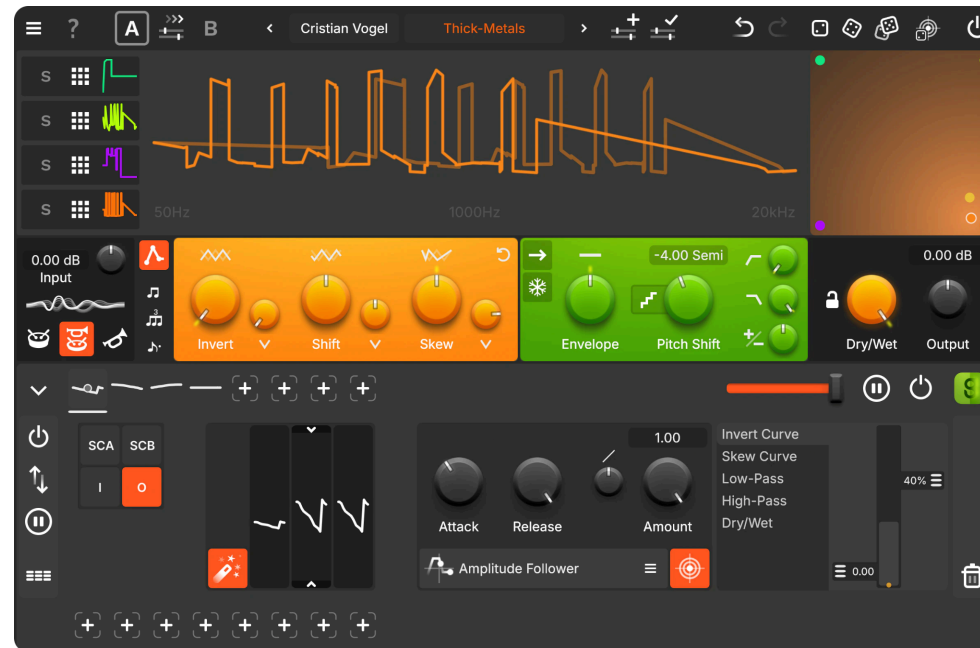 ?
A
B
Cristian Vogel
Thick-Metals
S
S
S
S
50Hz
1000Hz
20kHz
0.00 dB
Input
3
Invert
Shift
Skew
-4.00 Semi
Envelope
Pitch Shift
Dry/Wet
0.00 dB
Output
SCA
SCB
I
O
Attack
Release
1.00
Amount
Amplitude Follower
Invert Curve
Skew Curve
Low-Pass
High-Pass
Dry/Wet
40%
0.00